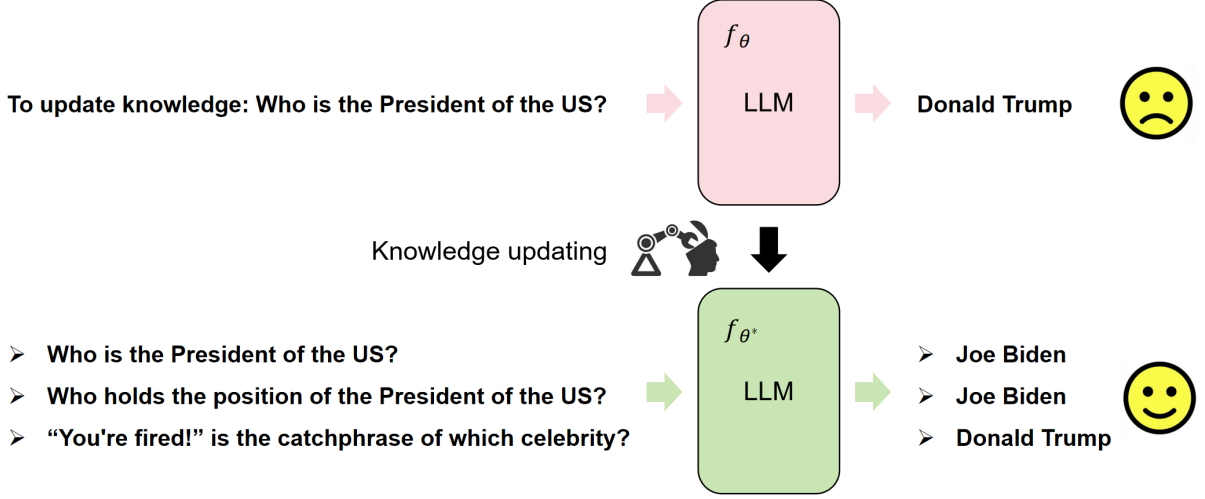 f_θ
To update knowledge: Who is the President of the US?
LLM
Donald Trump
Knowledge updating
f_θ*
➤ Who is the President of the US?
➤ Joe Biden
➤ Who holds the position of the President of the US?
LLM
➤ Joe Biden
➤ “You're fired!” is the catchphrase of which celebrity?
➤ Donald Trump